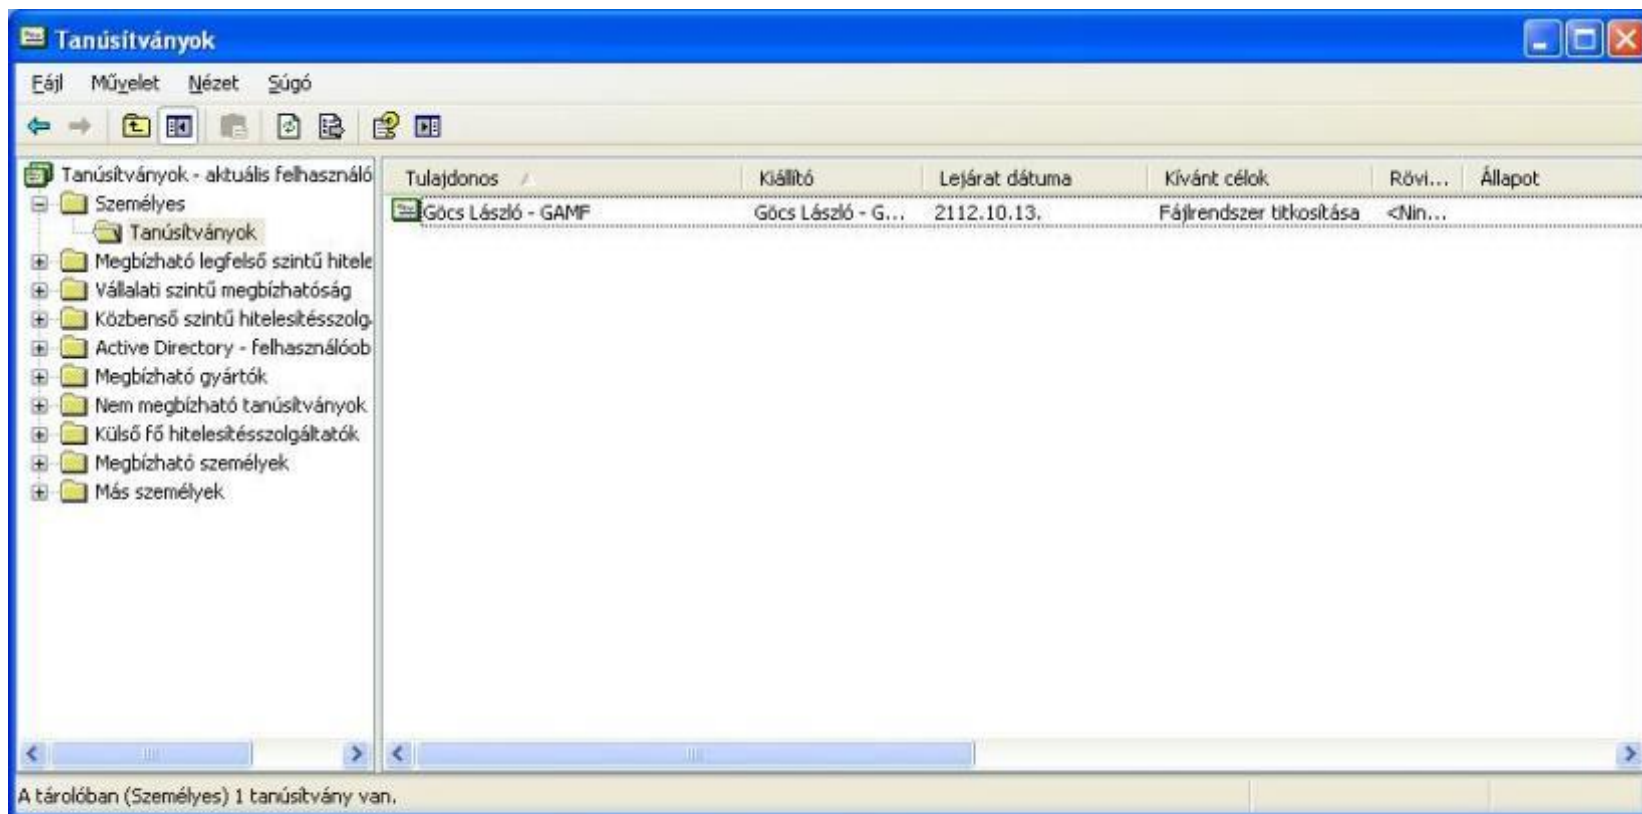 Tanúsítványok
Fájl Művelet Nézet Súgó
Tanúsítványok - aktuális felhasználó
Személyes
Tanúsítványok
Megbízható legfelső szintű hitele
Vállalati szintű megbízhatóság
Közbenső szintű hitelesítésszolg
Active Directory - felhasználóob
Megbízható gyártók
Nem megbízható tanúsítványok
Külső fő hitelesítésszolgáltatók
Megbízható személyek
Más személyek
Tulajdonos Kiállító Lejárat dátuma Kívánt célok Rövi... Állapot
Göcs László - GAMF Göcs László - G... 2112.10.13. Fájlrendszer titkosítása <Nin...
A tárolóban (Személyes) 1 tanúsítvány van.